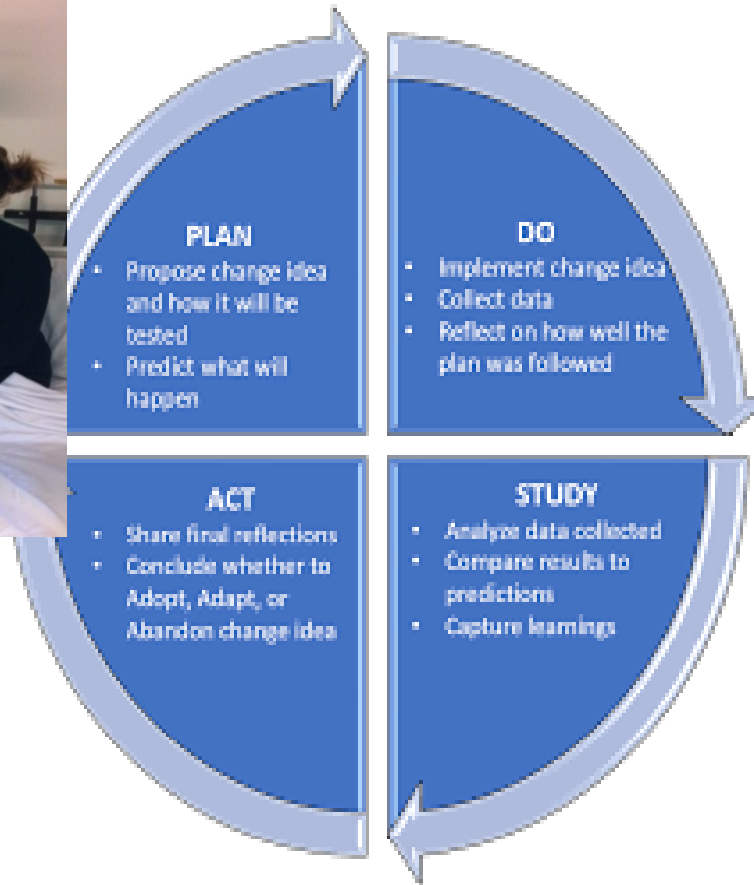 PLAN
• Propose change idea
and how it will be
tested
• Predict what will
happen
DO
• Implement change idea
• Collect data
• Reflect on how well the
plan was followed
STUDY
• Analyze data collected
• Compare results to
predictions
• Capture learnings
ACT
• Share final reflections
• Conclude whether to
Adopt, Adapt, or
Abandon change idea